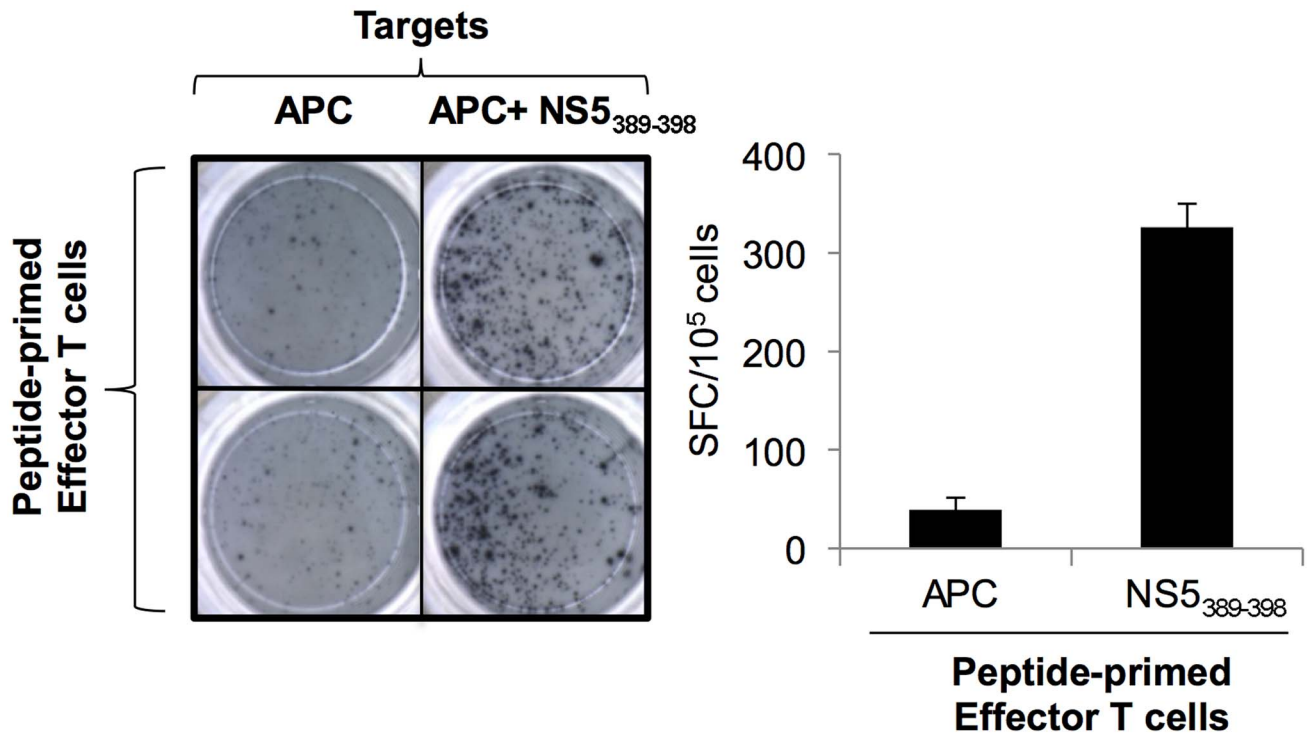 Targets
APC
APC+ NS5389-398
Peptide-primed
Effector T cells
400
300
200
100
0
SFC/10⁵ cells
APC
NS5389-398
Peptide-primed
Effector T cells